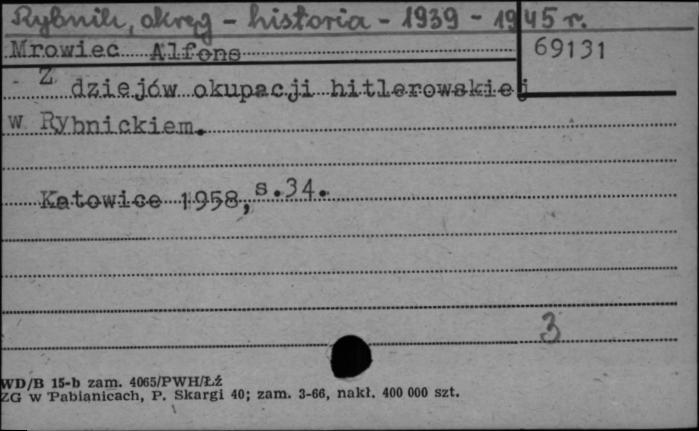 Rybnik, okręg - historia - 1939 - 1945 r.
Mrowiec Alfons
69131
Z dziejów okupacji hitlerowskiej
w Rybnickiem.
Katowice 1958, s.34.
3
WD/B 15-b zam. 4065/PWH/Łź
ZG w Pabianicach, P. Skargi 40; zam. 3-66, nakł. 400 000 szt.